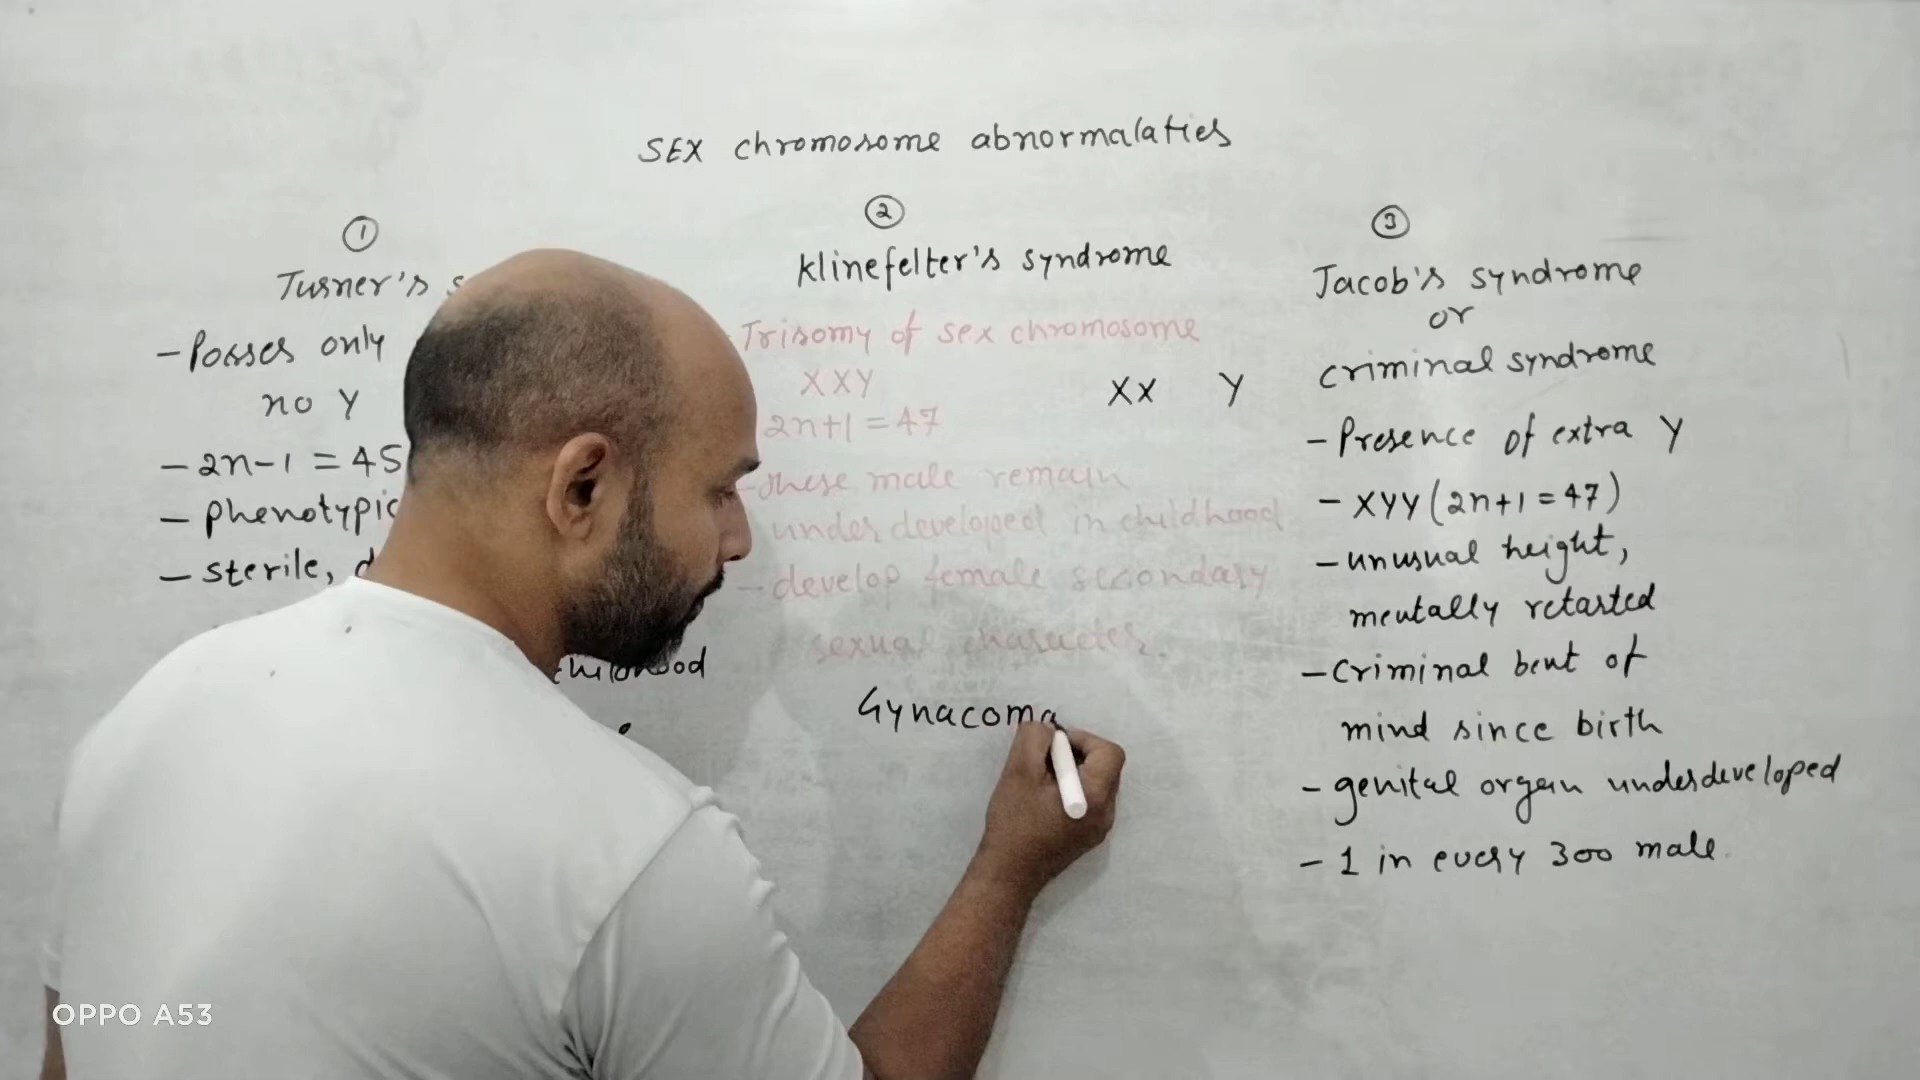 SEX chromosome abnormalaties
①
Turner's s
- Posses only
no Y
- 2n-1 = 45
- phenotypic
- sterile, d
childhood
②
Klinefelter's syndrome
- Trisomy of sex chromosome
XXY
XX Y
2n+1 = 47
- these male remain
under developed in childhood
- develop female secondary
sexual character.
Gynacoma
③
Jacob's syndrome
or
criminal syndrome
- Presence of extra Y
- XYY (2n+1 = 47)
- unusual height,
mentally retarted
- Criminal bent of
mind since birth
- genital organ underdeveloped
- 1 in every 300 male.
OPPO A53